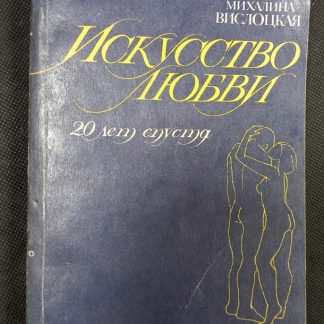 МИХАЛИНА
ВИСЛОЦКАЯ
ИСКУССТВО
ЛЮБВИ
20 лет спустя